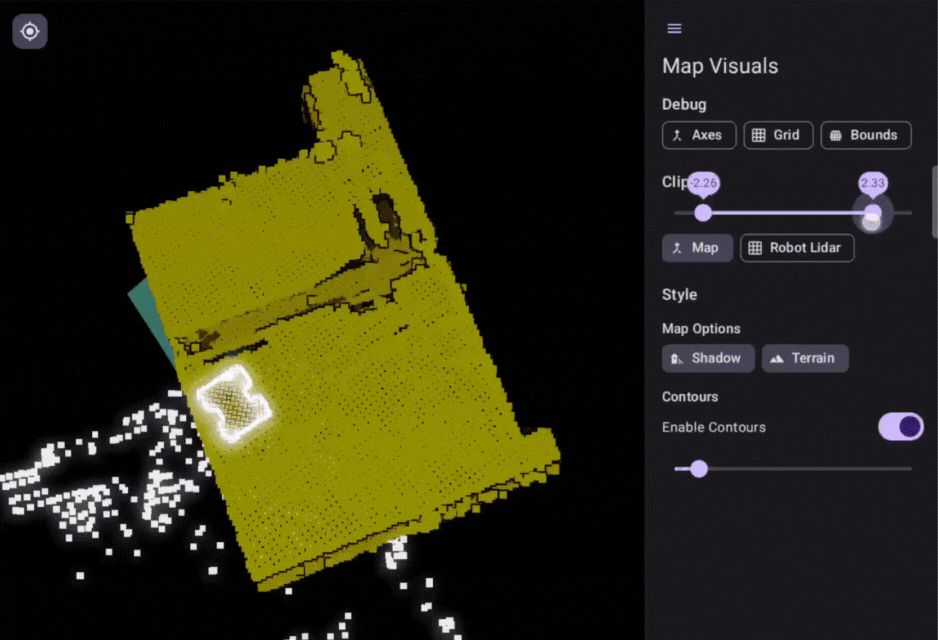 Map Visuals
Debug
Axes Grid Bounds
Clip -2.26 2.33
Map Robot Lidar
Style
Map Options
Shadow Terrain
Contours
Enable Contours